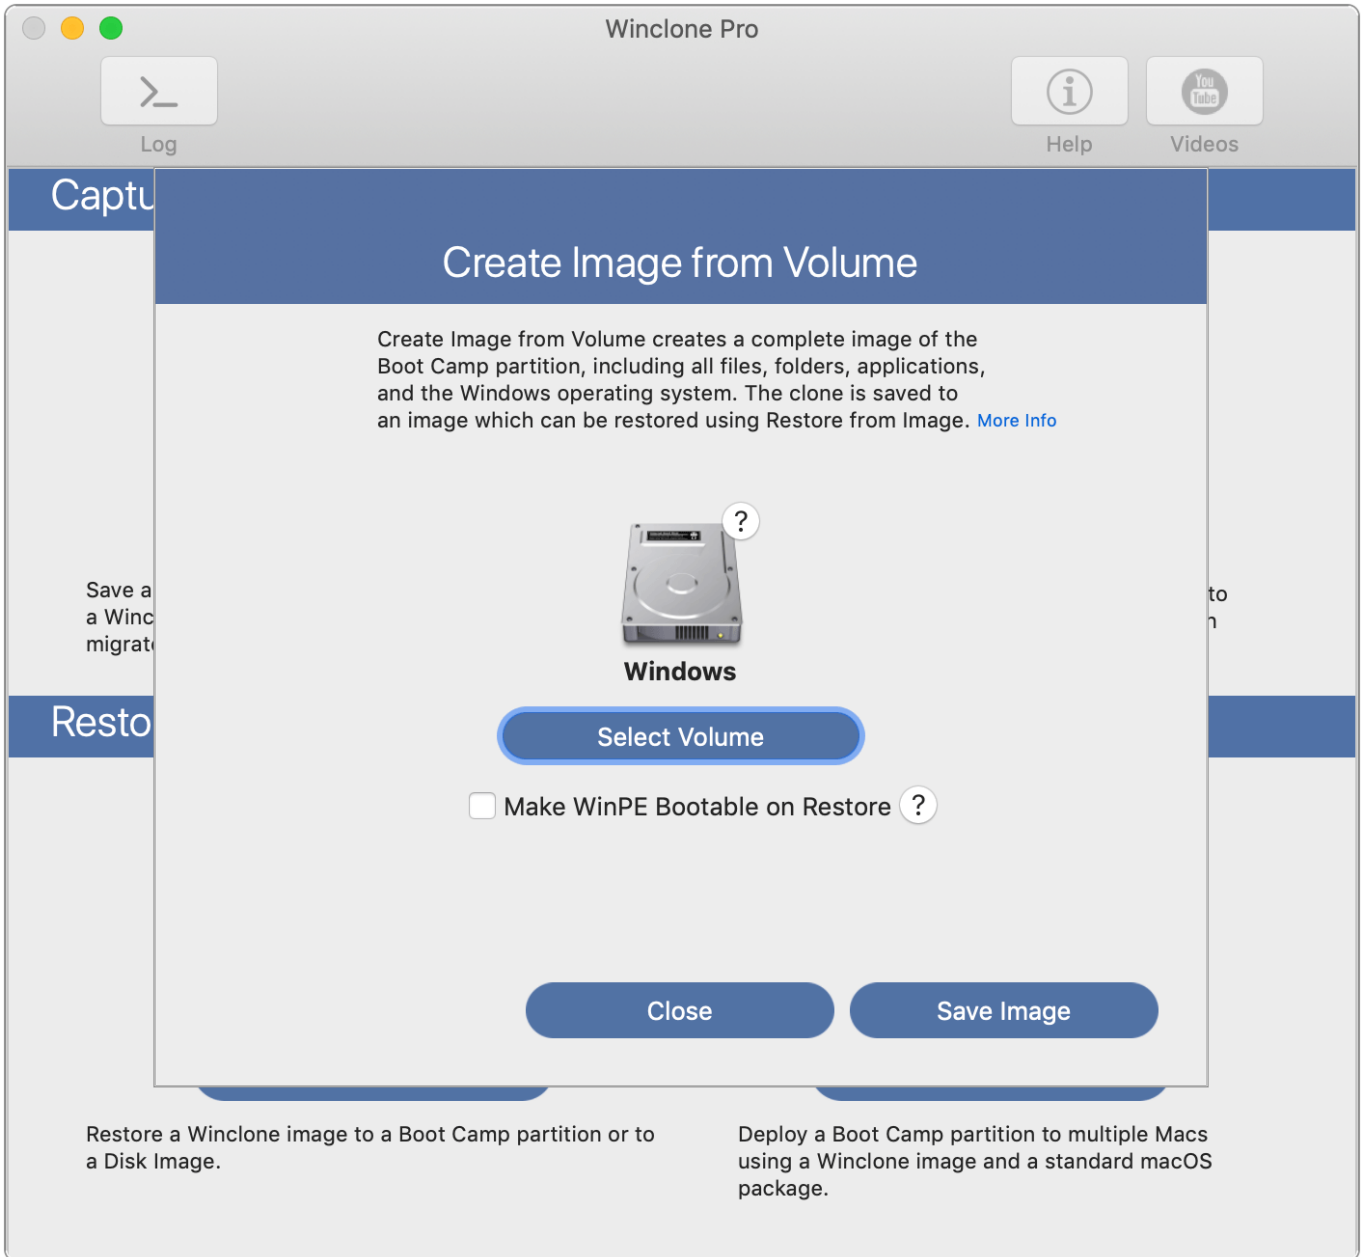 Winclone Pro
Log
Help
You
Tube
Videos
Captu
Create Image from Volume
Create Image from Volume creates a complete image of the
Boot Camp partition, including all files, folders, applications,
and the Windows operating system. The clone is saved to
an image which can be restored using Restore from Image. More Info
?
Save a
a Winc
migrate
to
n
Windows
Resto
Select Volume
Make WinPE Bootable on Restore ?
Close
Save Image
Restore a Winclone image to a Boot Camp partition or to
a Disk Image.
Deploy a Boot Camp partition to multiple Macs
using a Winclone image and a standard macOS
package.